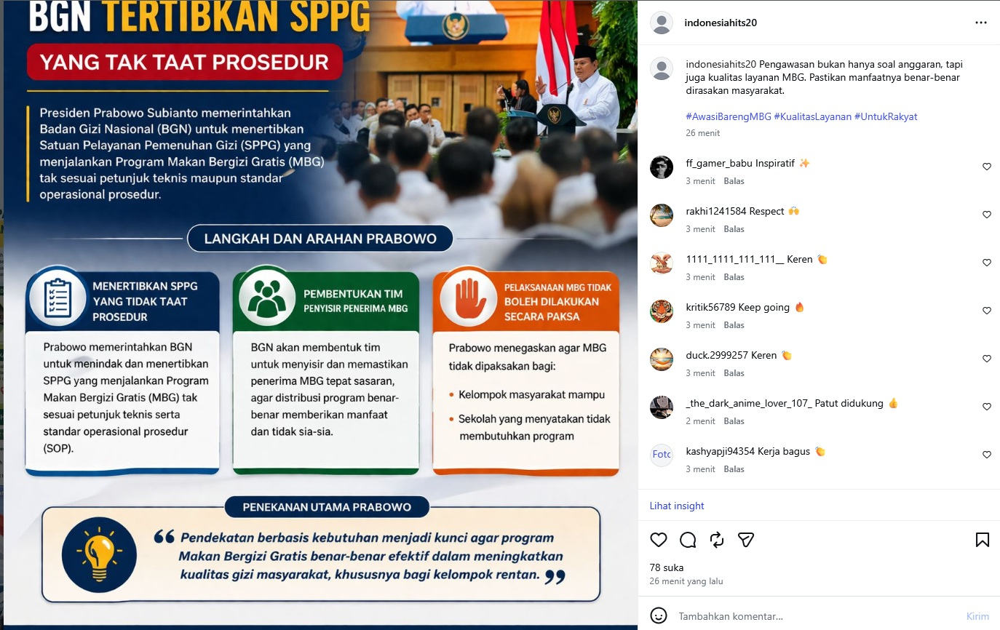 BGN TERTIBKAN SPPG
YANG TAK TAAT PROSEDUR
Presiden Prabowo Subianto memerintahkan
Badan Gizi Nasional (BGN) untuk menertibkan
Satuan Pelayanan Pemenuhan Gizi (SPPG) yang
menjalankan Program Makan Bergizi Gratis (MBG)
tak sesuai petunjuk teknis maupun standar
operasional prosedur.
LANGKAH DAN ARAHAN PRABOWO
MENERTIBKAN SPPG
YANG TIDAK TAAT
PROSEDUR
Prabowo memerintahkan BGN
untuk menindak dan menertibkan
SPPG yang menjalankan Program
Makan Bergizi Gratis (MBG) tak
sesuai petunjuk teknis serta
standar operasional prosedur
(SOP).
PEMBENTUKAN TIM
PENYISIR PENERIMA MBG
BGN akan membentuk tim
untuk menyisir dan memastikan
penerima MBG tepat sasaran,
agar distribusi program benar-
benar memberikan manfaat
dan tidak sia-sia.
PELAKSANAAN MBG TIDAK
BOLEH DILAKUKAN
SECARA PAKSA
Prabowo menegaskan agar MBG
tidak dipaksakan bagi:
• Kelompok masyarakat mampu
• Sekolah yang menyatakan tidak
membutuhkan program
PENEKANAN UTAMA PRABOWO
“ Pendekatan berbasis kebutuhan menjadi kunci agar program
Makan Bergizi Gratis benar-benar efektif dalam meningkatkan
kualitas gizi masyarakat, khususnya bagi kelompok rentan. ”
indonesiahits20
indonesiahits20 Pengawasan bukan hanya soal anggaran, tapi
juga kualitas layanan MBG. Pastikan manfaatnya benar-benar
dirasakan masyarakat.
#AwasiBarengMBG #KualitasLayanan #UntukRakyat
26 menit
ff_gamer_babu Inspiratif ✨
3 menit Balas
rakhi1241584 Respect 🙌
3 menit Balas
1111_1111_111_111__ Keren 👏
3 menit Balas
kritik56789 Keep going 🔥
3 menit Balas
duck.2999257 Keren 👏
3 menit Balas
_the_dark_anime_lover_107_ Patut didukung 👍
2 menit Balas
Foto
kashyapji94354 Kerja bagus 👏
3 menit Balas
Lihat insight
78 suka
26 menit yang lalu
Tambahkan komentar...
Kirim